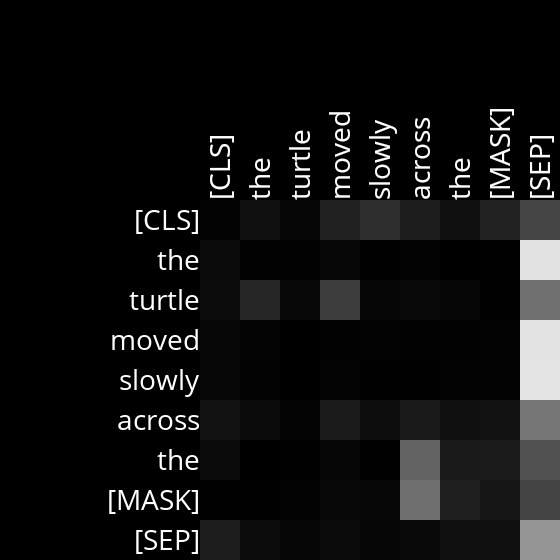 [CLS] the turtle moved slowly across the [MASK] [SEP]
[CLS]
the
turtle
moved
slowly
across
the
[MASK]
[SEP]